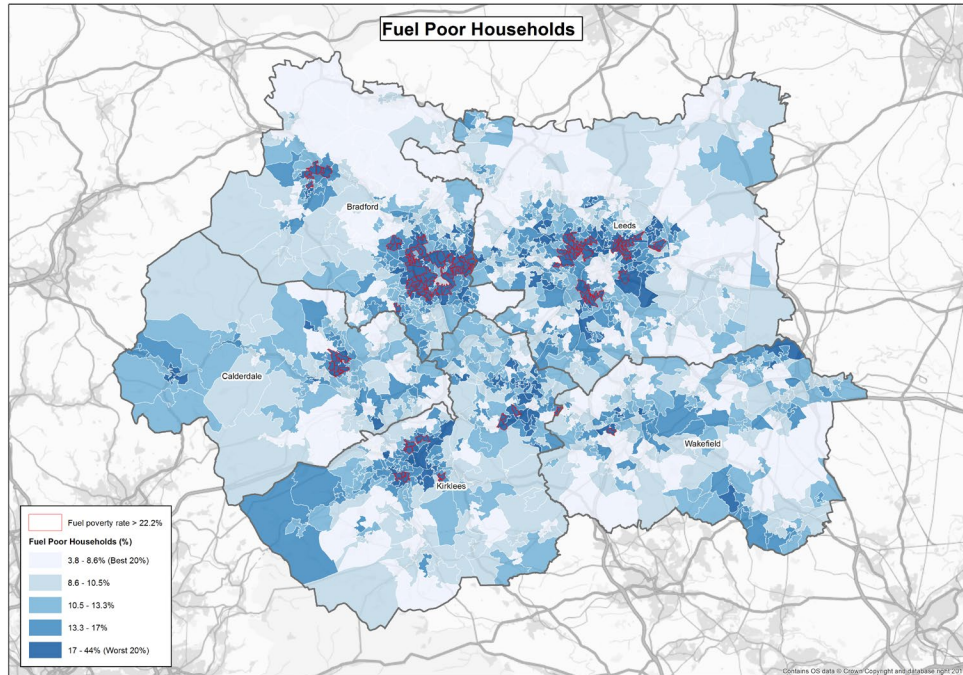 Fuel Poor Households
Bradford
Leeds
Calderdale
Wakefield
Kirklees
Fuel poverty rate > 22.2%
Fuel Poor Households (%)
3.8 - 8.6% (Best 20%)
8.6 - 10.5%
10.5 - 13.3%
13.3 - 17%
17 - 44% (Worst 20%)
Contains OS data © Crown Copyright and database right